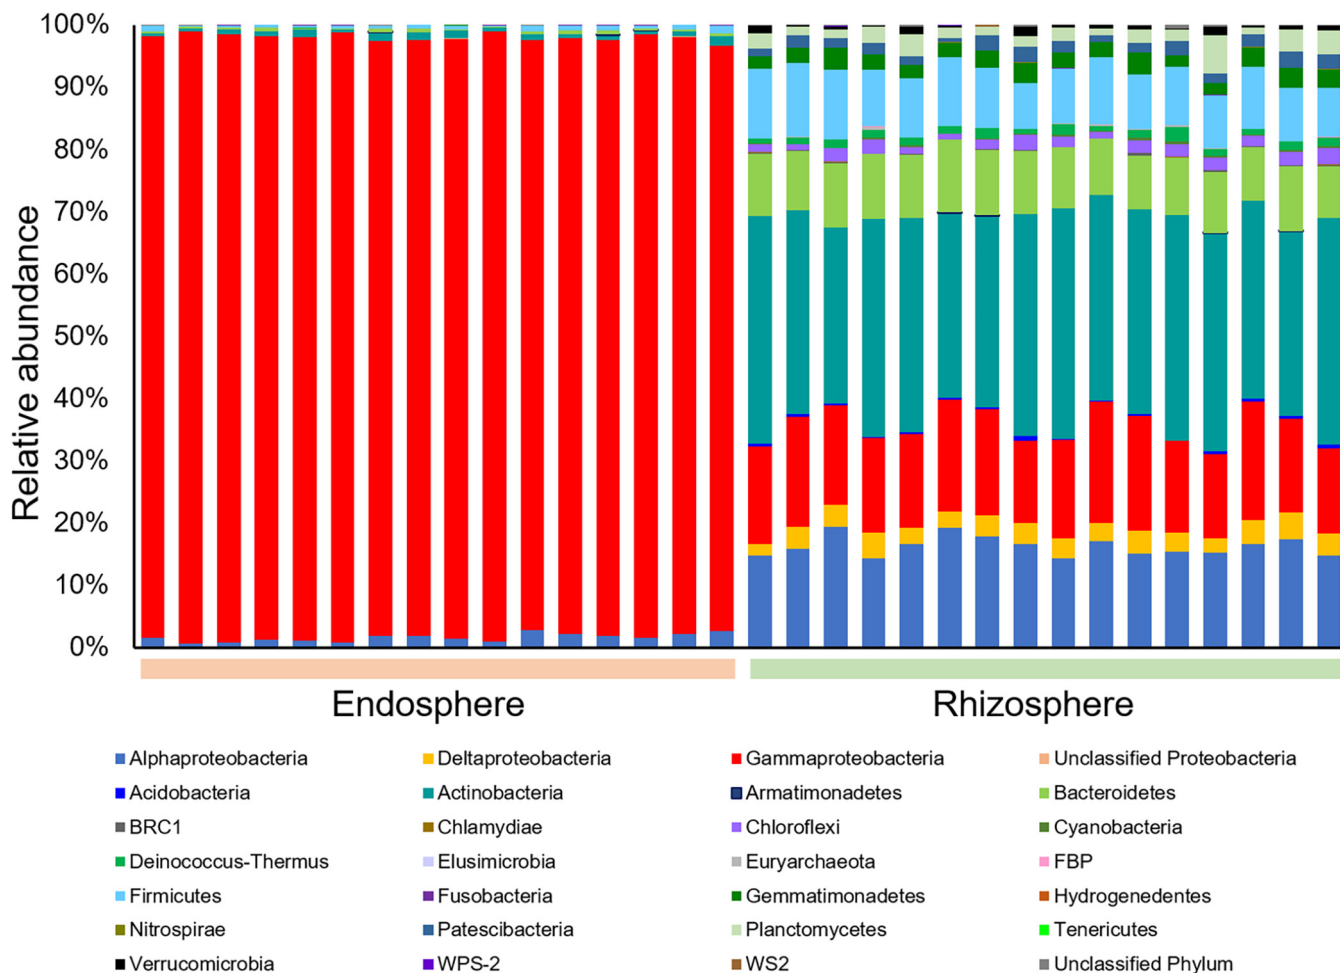 100%
90%
80%
70%
60%
50%
40%
30%
20%
10%
0%
Relative abundance
Endosphere Rhizosphere
Alphaproteobacteria Deltaproteobacteria Gammaproteobacteria Unclassified Proteobacteria
Acidobacteria Actinobacteria Armatimonadetes Bacteroidetes
BRC1 Chlamydiae Chloroflexi Cyanobacteria
Deinococcus-Thermus Elusimicrobia Euryarchaeota FBP
Firmicutes Fusobacteria Gemmatimonadetes Hydrogenedentes
Nitrospirae Patescibacteria Planctomycetes Tenericutes
Verrucomicrobia WPS-2 WS2 Unclassified Phylum